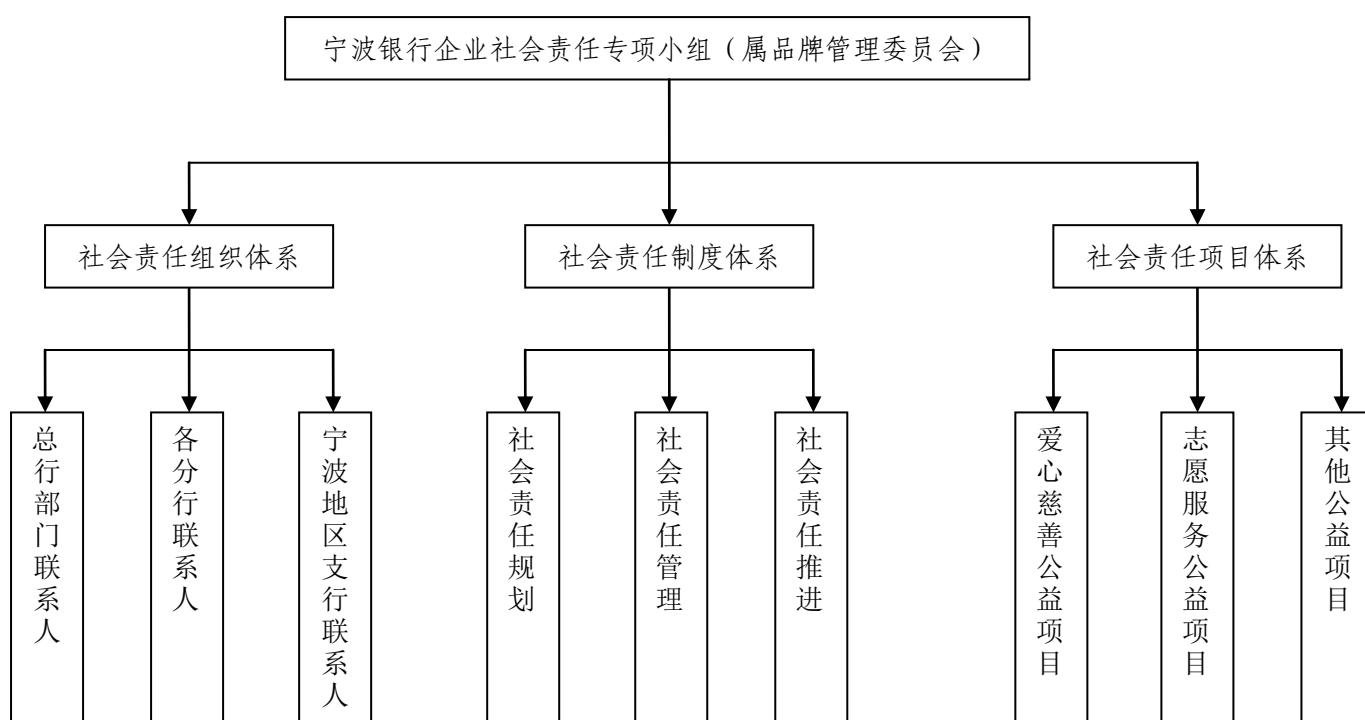 宁波银行企业社会责任专项小组（属品牌管理委员会）
社会责任组织体系
社会责任制度体系
社会责任项目体系
总行部门联系人
各分行联系人
宁波地区支行联系人
社会责任规划
社会责任管理
社会责任推进
爱心慈善公益项目
志愿服务公益项目
其他公益项目